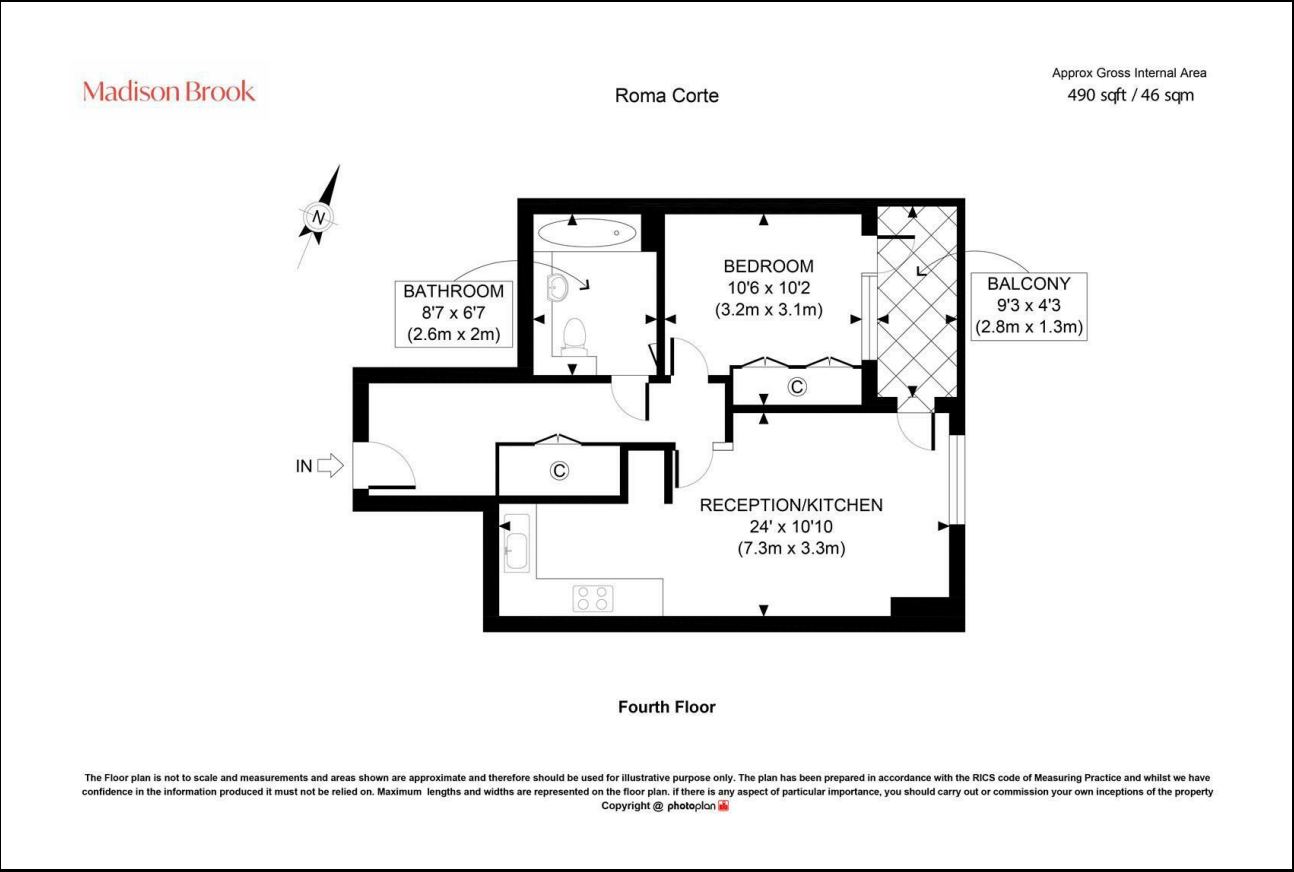 Madison Brook
Roma Corte
Approx Gross Internal Area
490 sqft / 46 sqm
N
BATHROOM
8'7 x 6'7
(2.6m x 2m)
BEDROOM
10'6 x 10'2
(3.2m x 3.1m)
BALCONY
9'3 x 4'3
(2.8m x 1.3m)
C
IN
C
RECEPTION/KITCHEN
24' x 10'10
(7.3m x 3.3m)
Fourth Floor
The Floor plan is not to scale and measurements and areas shown are approximate and therefore should be used for illustrative purpose only. The plan has been prepared in accordance with the RICS code of Measuring Practice and whilst we have
confidence in the information produced it must not be relied on. Maximum lengths and widths are represented on the floor plan. if there is any aspect of particular importance, you should carry out or commission your own inceptions of the property
Copyright @ photoplan